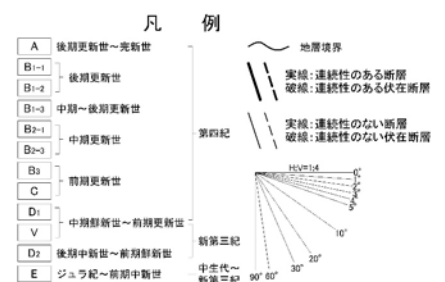 凡 例
A 後期更新世～完新世
B1-1
B1-2
後期更新世
B1-3 中期～後期更新世
B2-1
B2-3
中期更新世
B3
C
前期更新世
D1
V
中期鮮新世～前期更新世
D2 後期中新世～前期鮮新世
E ジュラ紀～前期中新世
第四紀
新第三紀
中生代～
新第三紀
地層境界
実線：連続性のある断層
破線：連続性のある伏在断層
実線：連続性のない断層
破線：連続性のない伏在断層
H:V=1:4
0°
5°
10°
20°
30°
60°
90°